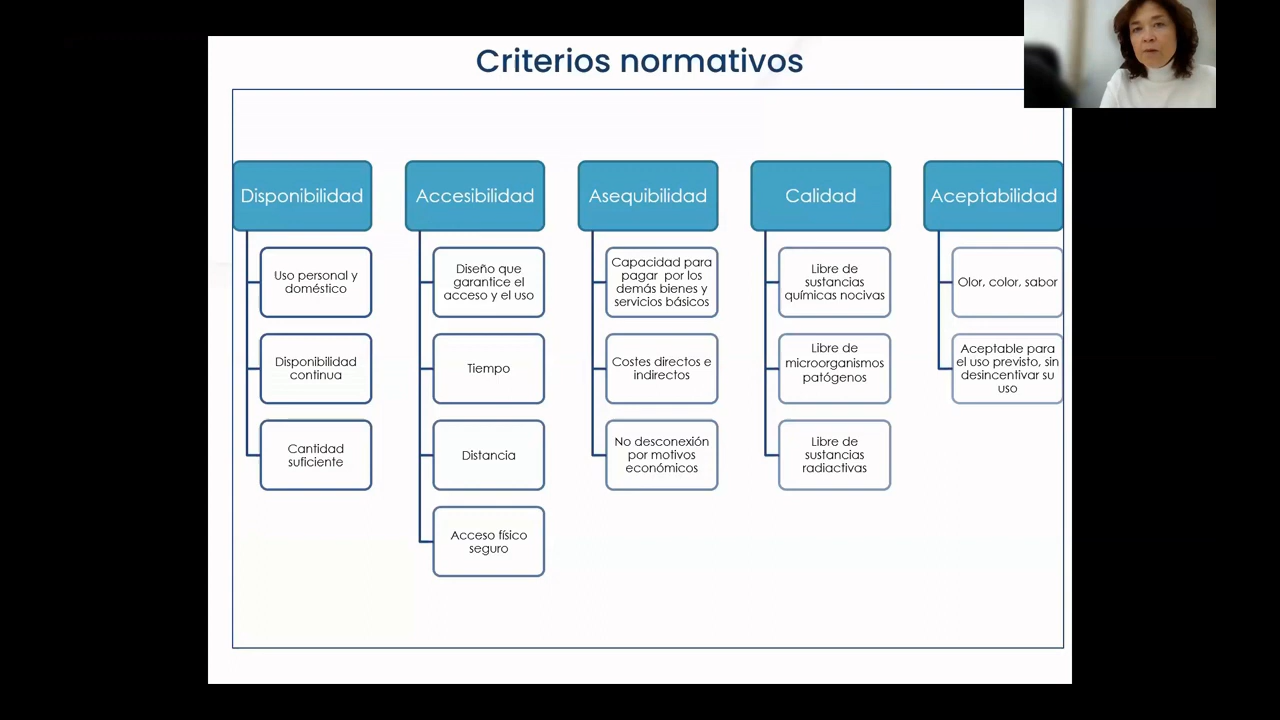 Criterios normativos
Disponibilidad
Uso personal y
doméstico
Disponibilidad
continua
Cantidad
suficiente
Accesibilidad
Diseño que
garantice el
acceso y el uso
Tiempo
Distancia
Acceso físico
seguro
Asequibilidad
Capacidad para
pagar por los
demás bienes y
servicios básicos
Costes directos e
indirectos
No desconexión
por motivos
económicos
Calidad
Libre de
sustancias
químicas nocivas
Libre de
microorganismos
patógenos
Libre de
sustancias
radiactivas
Aceptabilidad
Olor, color, sabor
Aceptable para
el uso previsto, sin
desincentivar su
uso